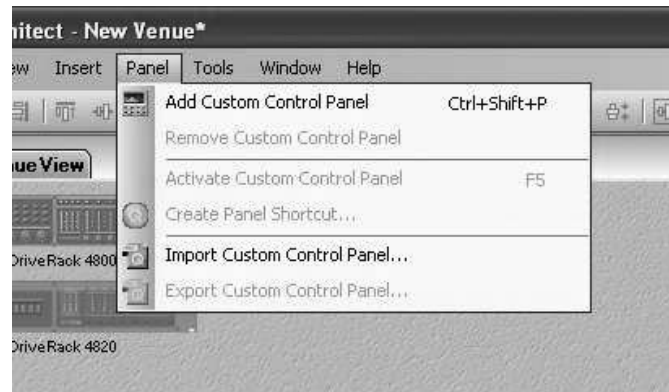 hitect - New Venue*
ew Insert Panel Tools Window Help
Add Custom Control Panel Ctrl+Shift+P
Remove Custom Control Panel
ue View
Activate Custom Control Panel F5
Create Panel Shortcut...
DriveRack 4800
Import Custom Control Panel...
Export Custom Control Panel...
DriveRack 4820